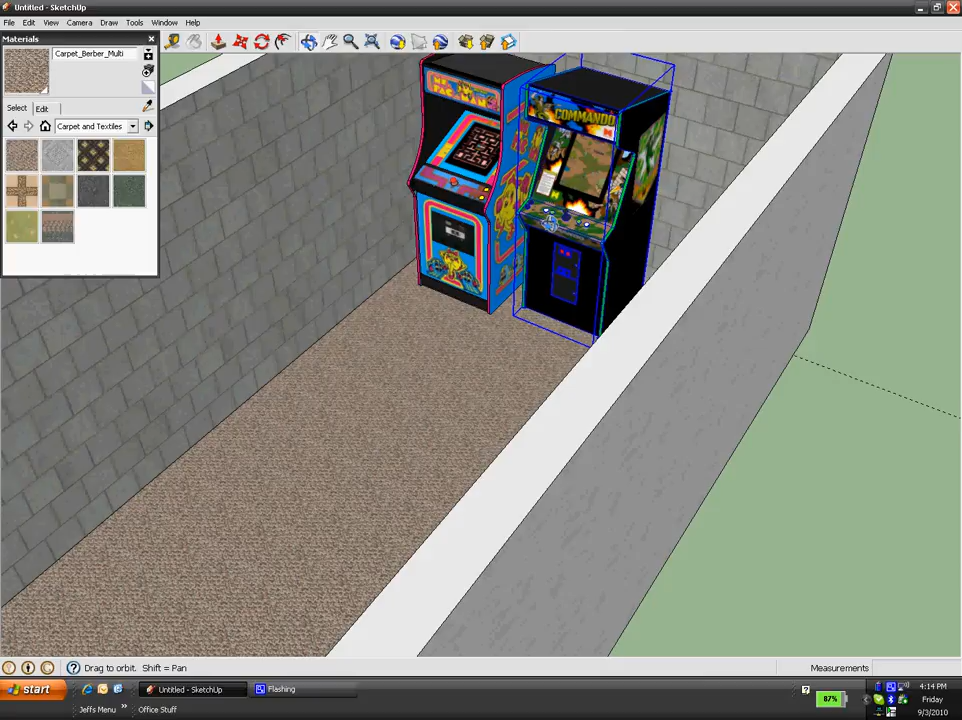 Untitled - SketchUp
File Edit View Camera Draw Tools Window Help
Materials
Carpet_Berber_Multi
Select Edit
Carpet and Textiles
MS. PAC-MAN
COMMANDO
Drag to orbit. Shift = Pan
Measurements
start
Untitled - SketchUp
Flashing
87%
4:14 PM
Friday
9/3/2010
Jeffs Menu »
Office Stuff